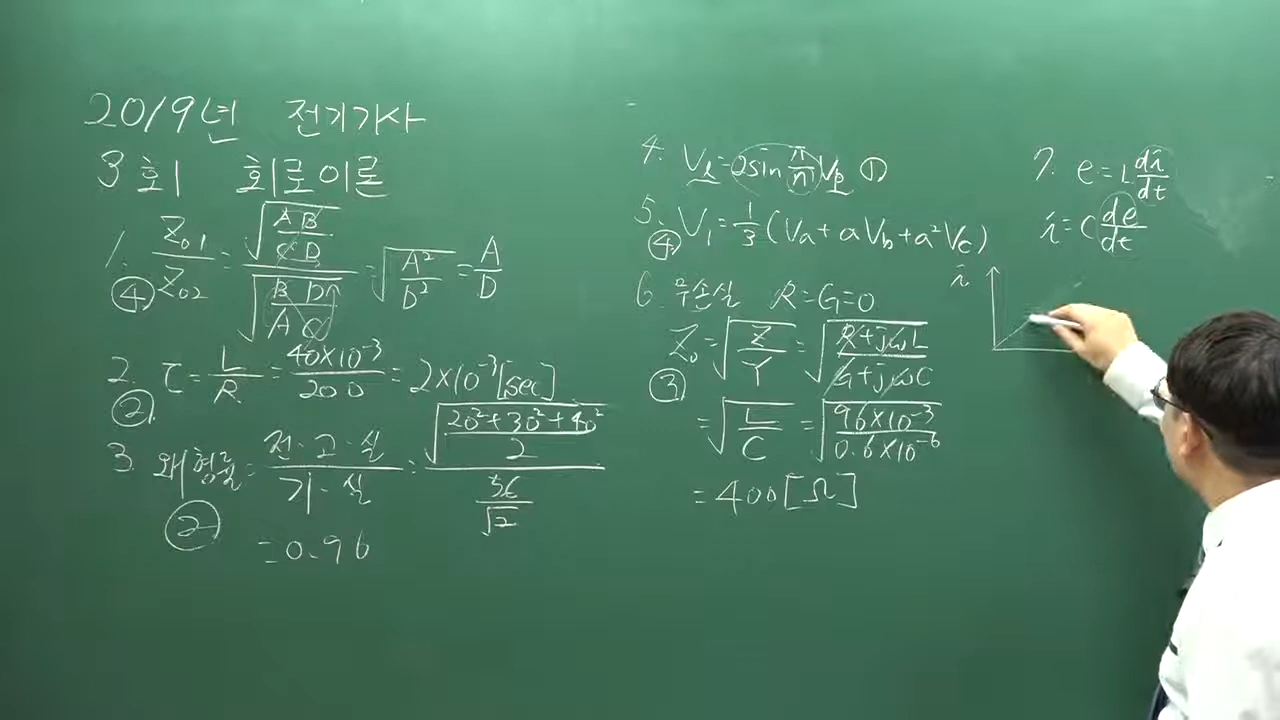 2019년 전기기사
3회 회로이론
1. Z01/Z02 = √(AB/CD) / √(BD/AC) = √(A²/D²) = A/D
④
2. τ = L/R = 40×10⁻³/200 = 2×10⁻³[sec]
②
3. 왜형률 = 전·고·실/기·실 = √((20²+30²+40²)/2) / (56/√2)
②
=0.96
4. Vℓ = 2sin π/n Vp ①
5. V₁ = 1/3 (Va + aVb + a²Vc)
④
6. 무손실 R=G=0
Z₀ = √(Z/Y) = √((R+jωL)/(G+jωC))
③
= √(L/C) = √(96×10⁻³/0.6×10⁻⁶)
= 400[Ω]
7. e = L di/dt
i = C de/dt
i